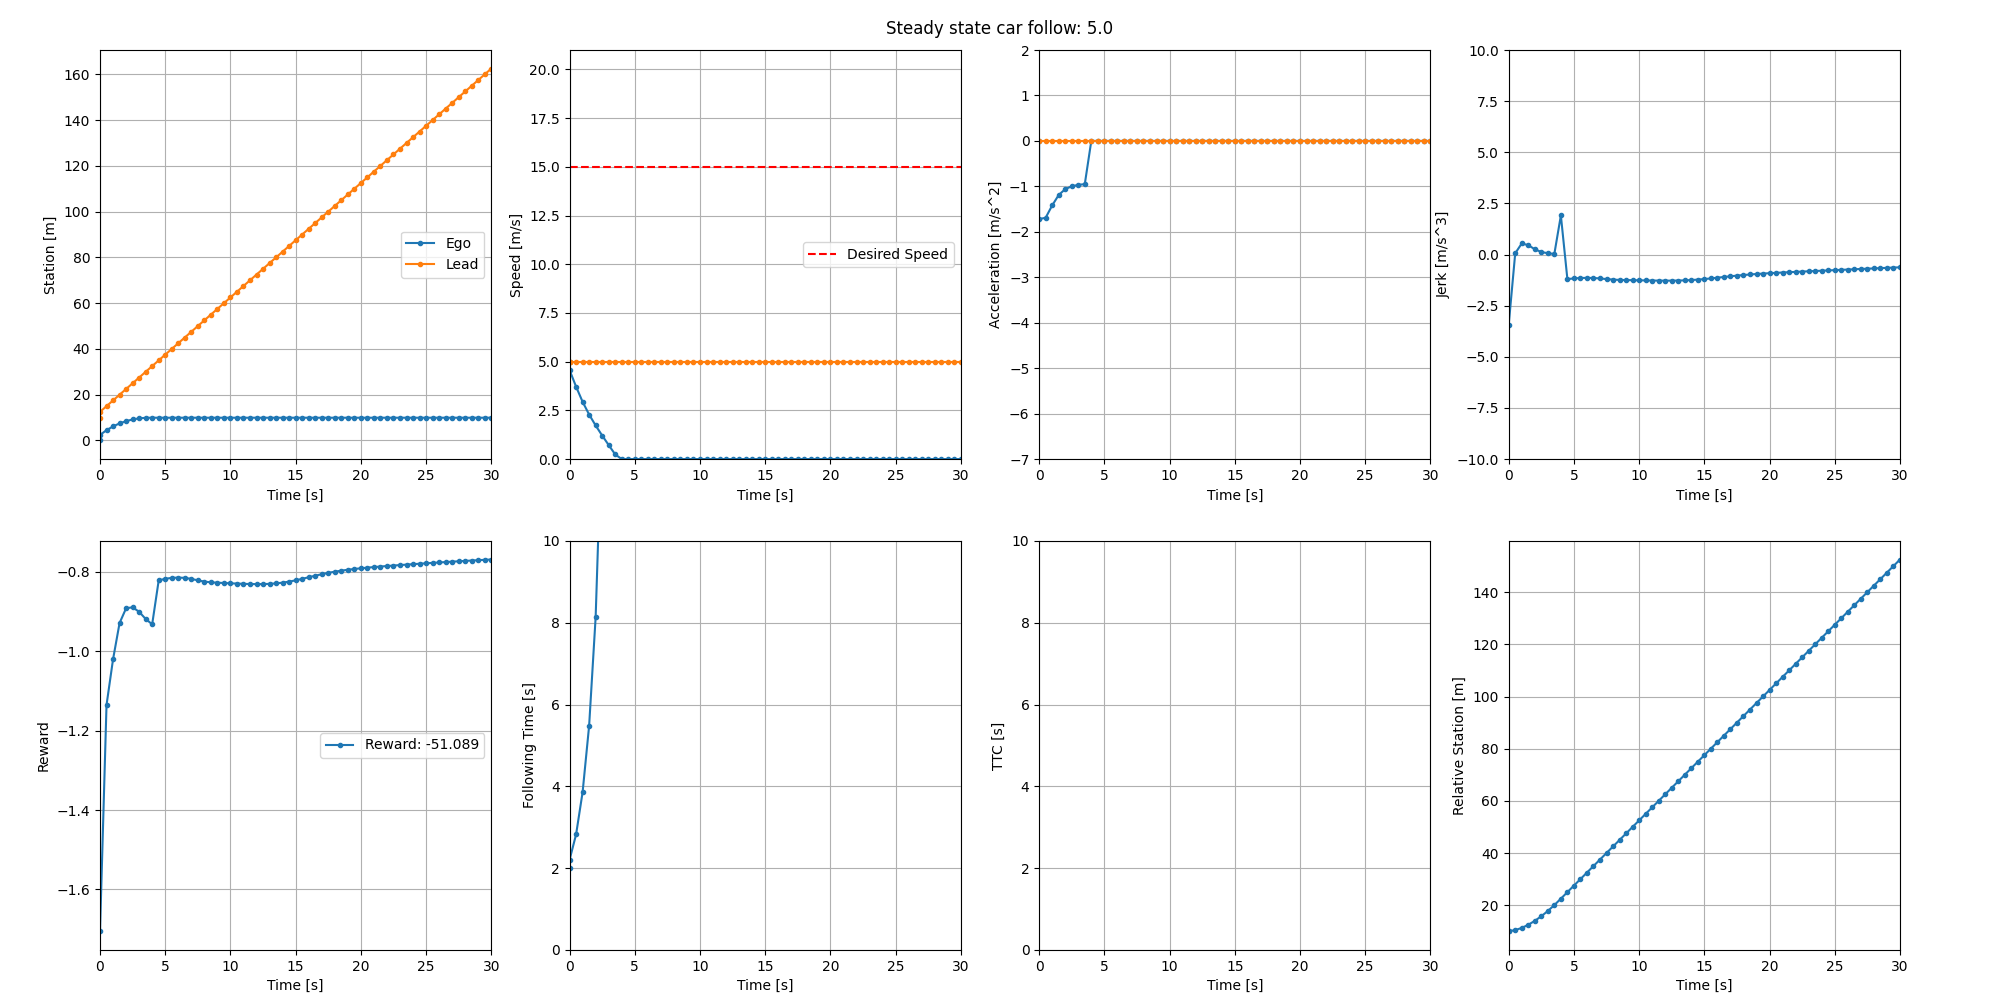 Steady state car follow: 5.0
Station [m]
160
140
120
100
80
60
40
20
0
Ego
Lead
0 5 10 15 20 25 30
Time [s]
Speed [m/s]
20.0
17.5
15.0
12.5
10.0
7.5
5.0
2.5
0.0
Desired Speed
0 5 10 15 20 25 30
Time [s]
Acceleration [m/s^2]
2
1
0
−1
−2
−3
−4
−5
−6
−7
0 5 10 15 20 25 30
Time [s]
Jerk [m/s^3]
10.0
7.5
5.0
2.5
0.0
−2.5
−5.0
−7.5
−10.0
0 5 10 15 20 25 30
Time [s]
Reward
−0.8
−1.0
−1.2
−1.4
−1.6
Reward: -51.089
0 5 10 15 20 25 30
Time [s]
Following Time [s]
10
8
6
4
2
0
0 5 10 15 20 25 30
Time [s]
TTC [s]
10
8
6
4
2
0
0 5 10 15 20 25 30
Time [s]
Relative Station [m]
140
120
100
80
60
40
20
0 5 10 15 20 25 30
Time [s]